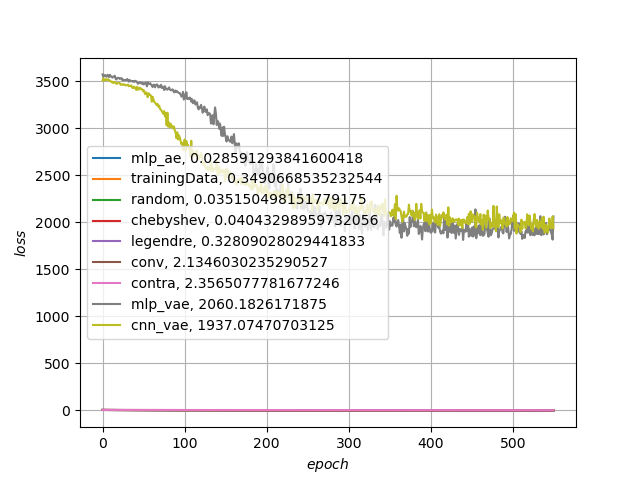 3500
3000
2500
2000
1500
1000
500
0
loss
mlp_ae, 0.028591293841600418
trainingData, 0.3490668535232544
random, 0.035150498151779175
chebyshev, 0.04043298959732056
legendre, 0.32809028029441833
conv, 2.1346030235290527
contra, 2.3565077781677246
mlp_vae, 2060.1826171875
cnn_vae, 1937.07470703125
0 100 200 300 400 500
epoch